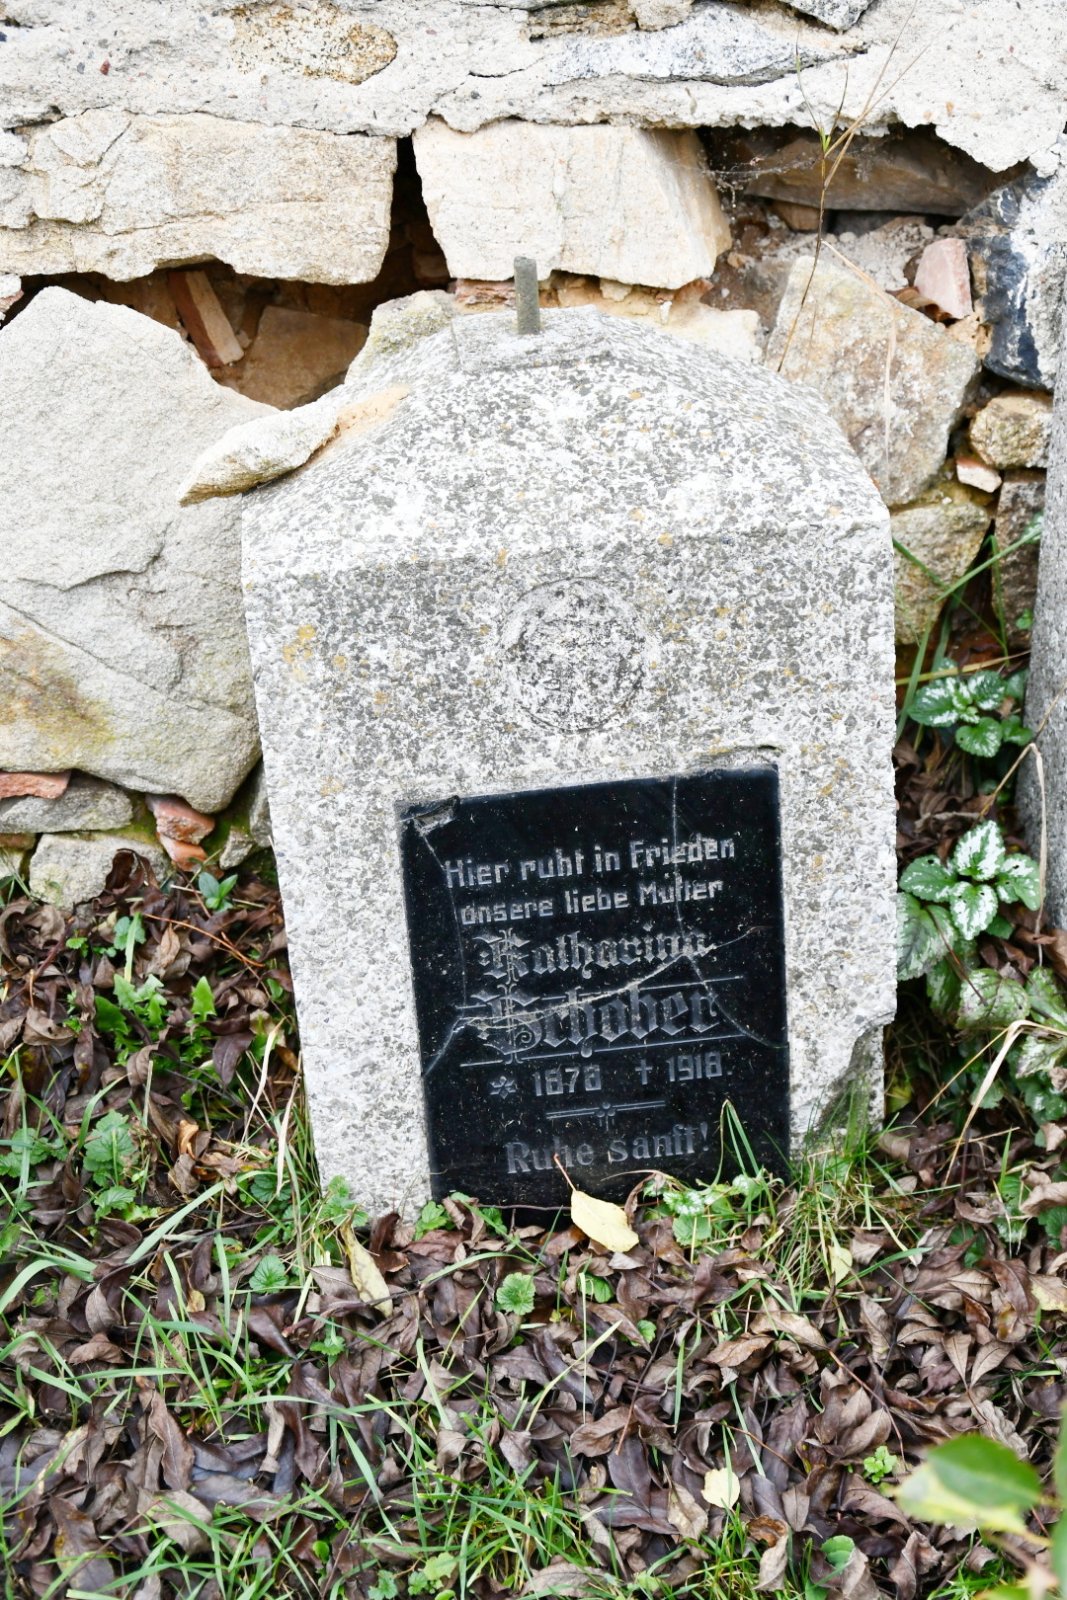 Hier ruht in Frieden
unsere liebe Mutter
Katharina
Schober
* 1878 † 1918.
Ruhe sanft!